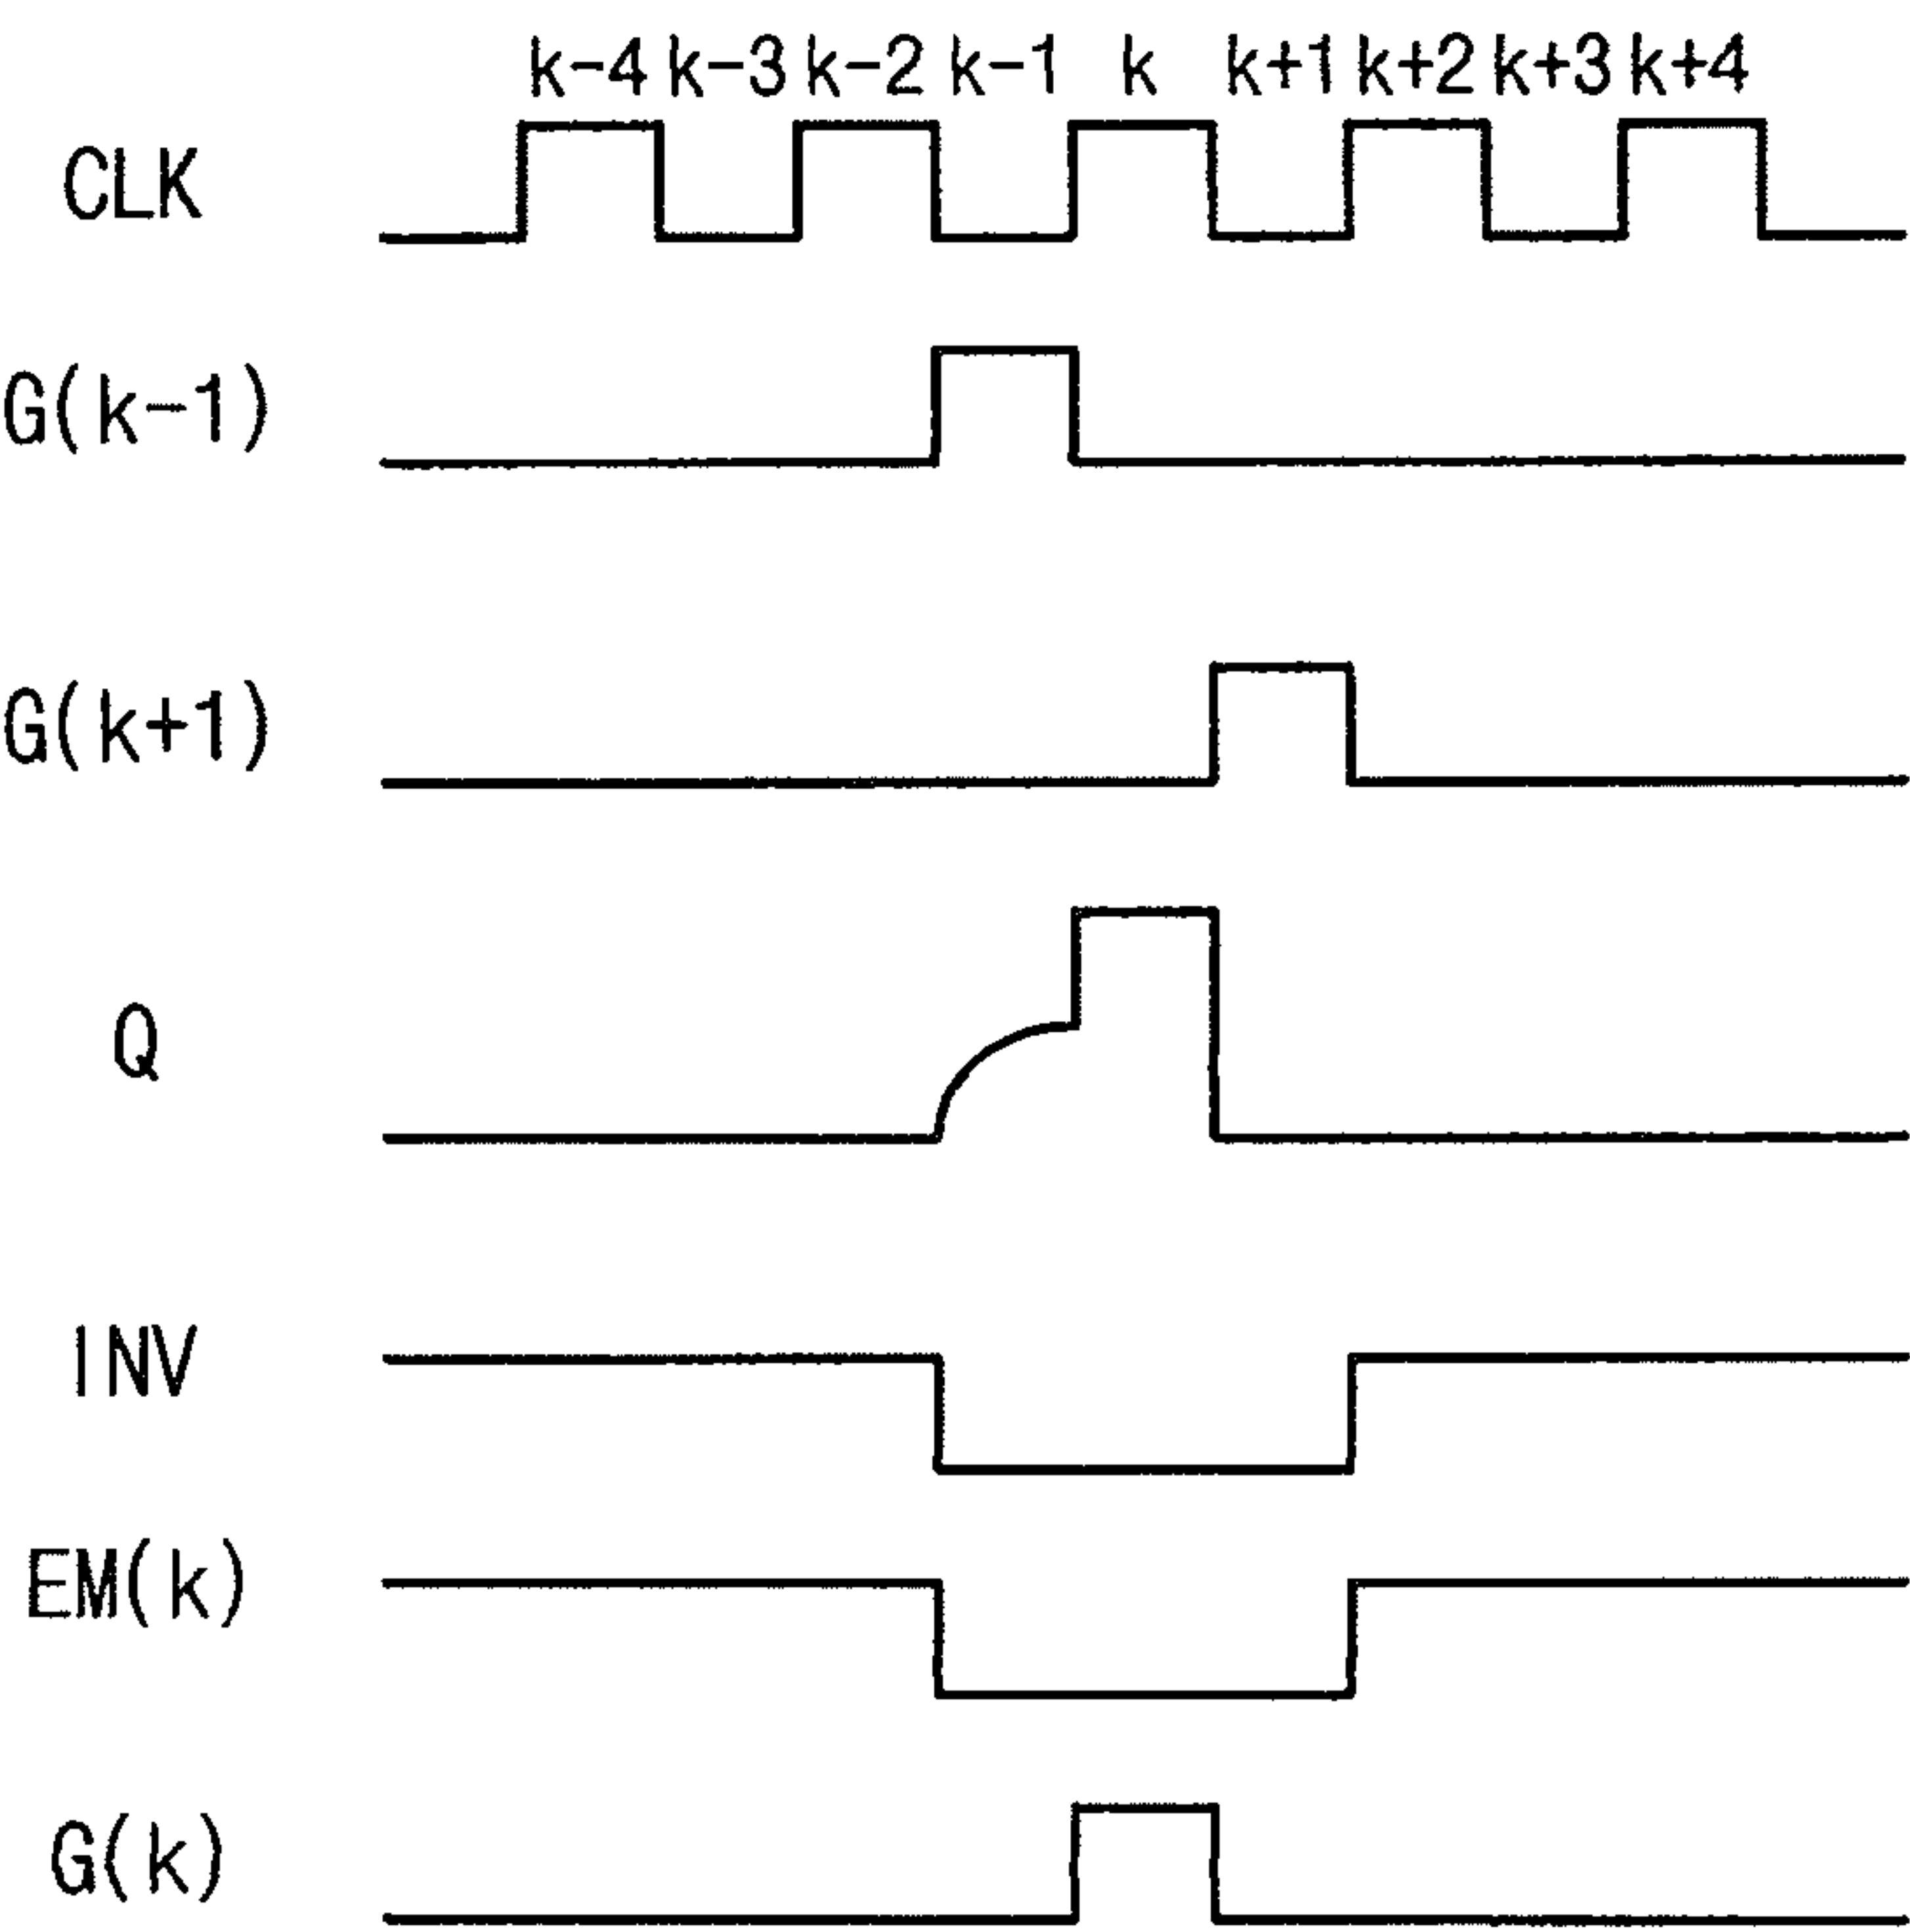 k-4 k-3 k-2 k-1 k k+1 k+2 k+3 k+4
CLK
G(k-1)
G(k+1)
Q
INV
EM(k)
G(k)